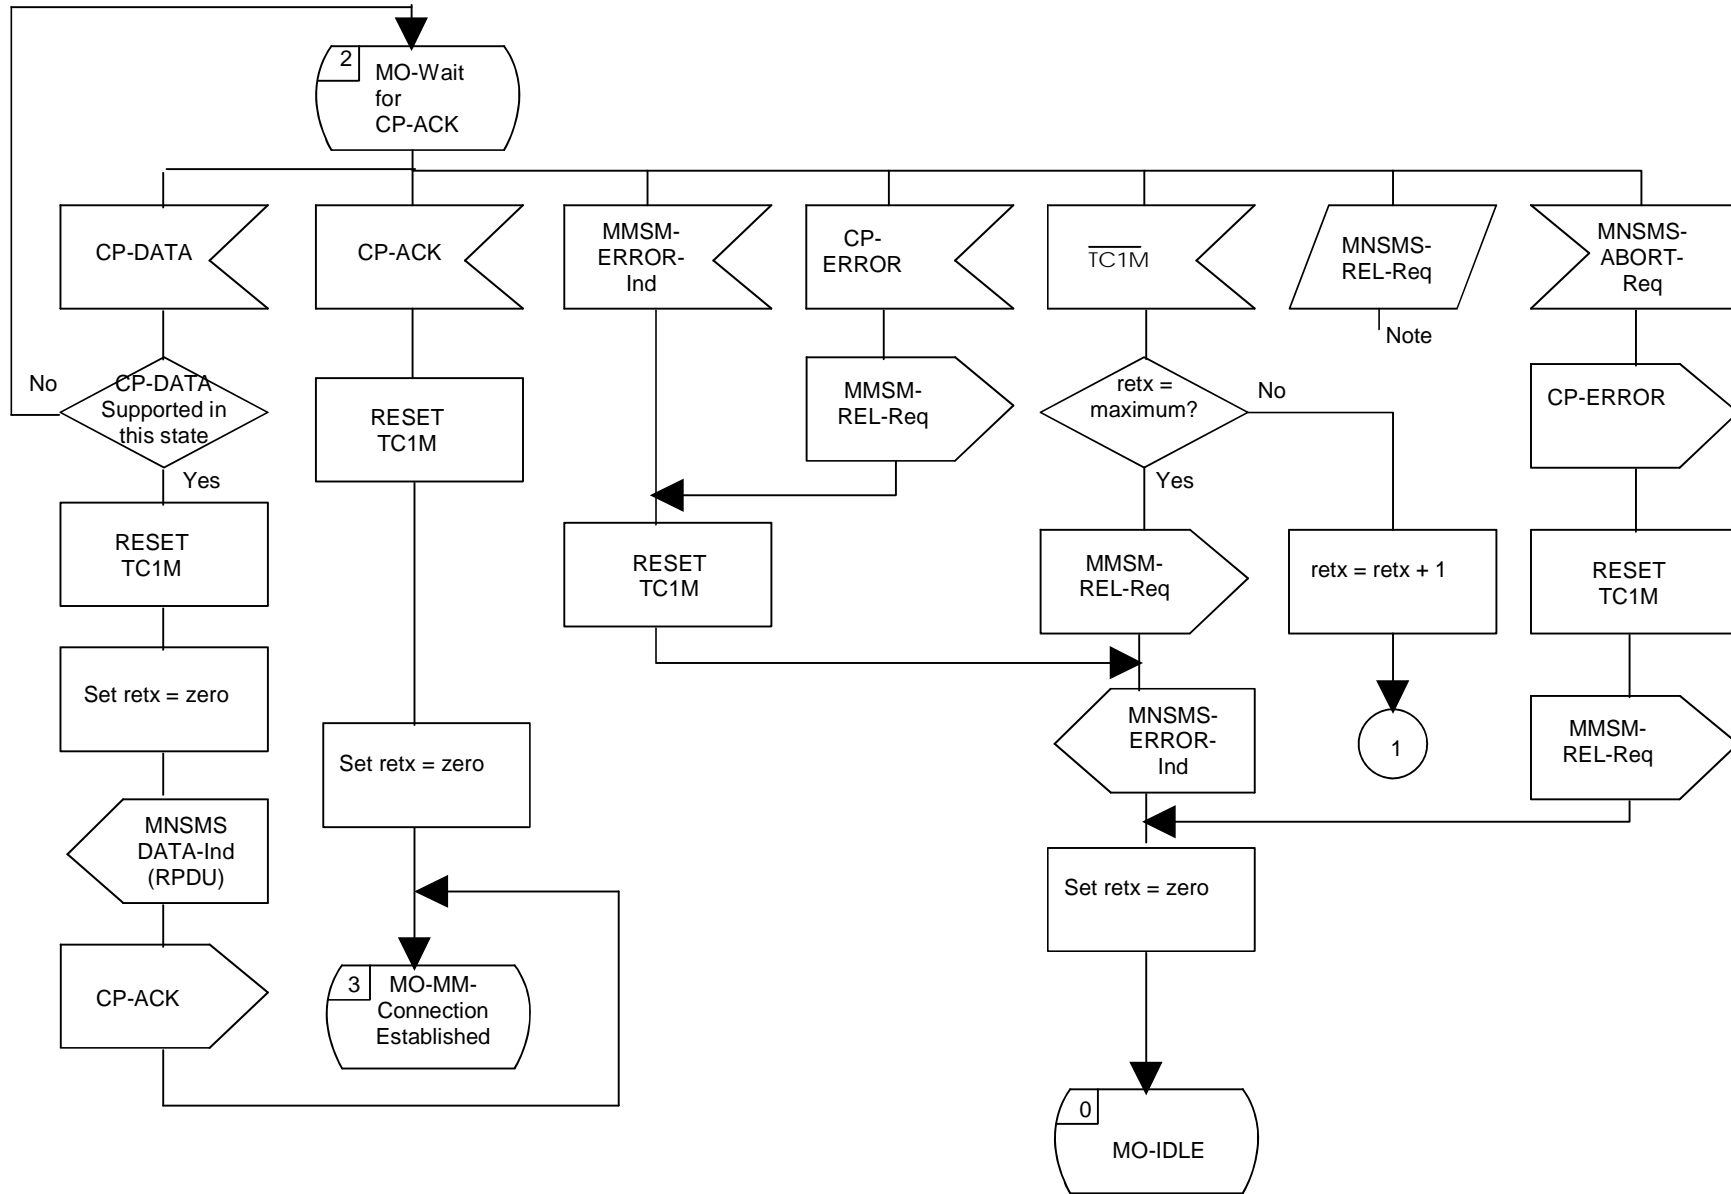 2
MO-Wait
for
CP-ACK
CP-DATA
CP-ACK
MMSM-
ERROR-
Ind
CP-
ERROR
TC1M
MNSMS-
REL-Req
Note
MNSMS-
ABORT-
Req
No
CP-DATA
Supported in
this state
Yes
RESET
TC1M
MMSM-
REL-Req
retx =
maximum?
No
Yes
CP-ERROR
RESET
TC1M
RESET
TC1M
MMSM-
REL-Req
retx = retx + 1
RESET
TC1M
Set retx = zero
Set retx = zero
MNSMS-
ERROR-
Ind
1
MMSM-
REL-Req
MNSMS
DATA-Ind
(RPDU)
Set retx = zero
CP-ACK
3
MO-MM-
Connection
Established
0
MO-IDLE